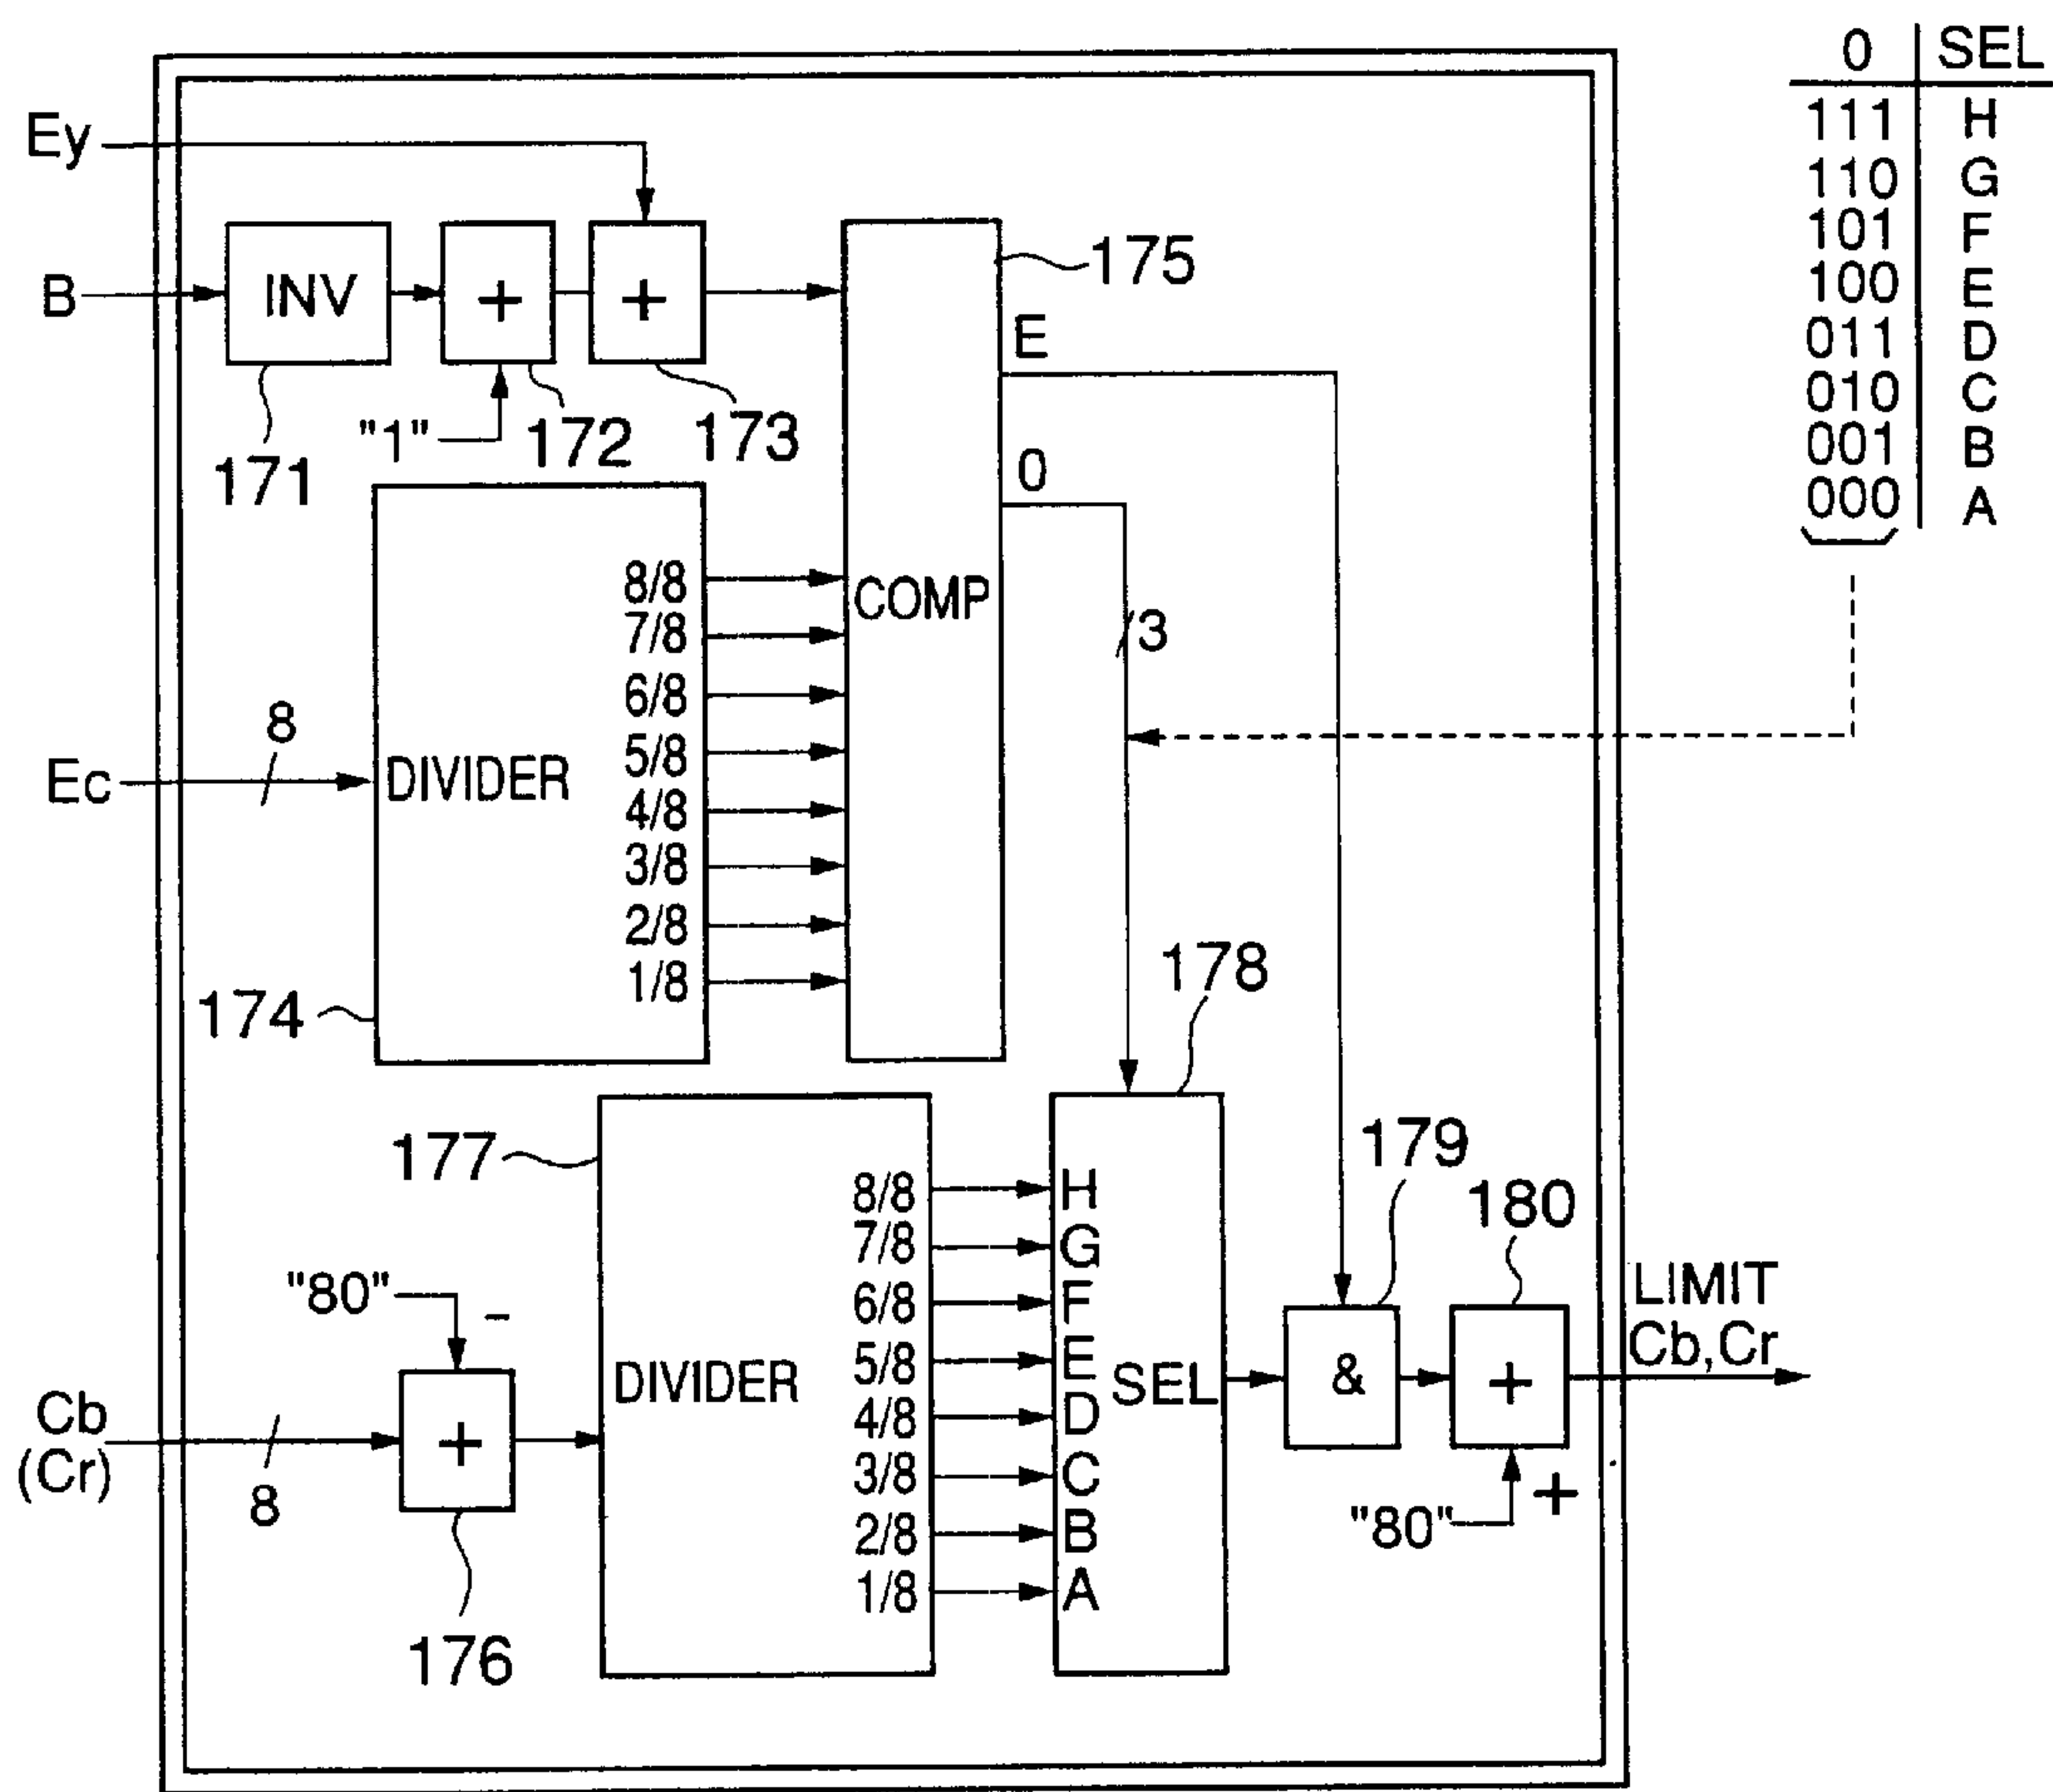 0 SEL
111 H
110 G
101 F
100 E
011 D
010 C
001 B
000 A
Ey
B
INV
+
+
175
E
"1"
172
173
171
0
8/8
7/8
6/8
5/8
4/8
3/8
2/8
1/8
COMP
3
8
Ec
DIVIDER
174
178
177
179
180
8/8 H
7/8 G
6/8 F
5/8 E
4/8 D
3/8 C
2/8 B
1/8 A
DIVIDER
SEL
&
+
LIMIT
Cb,Cr
"80"
-
Cb
(Cr)
8
+
"80"
+
176